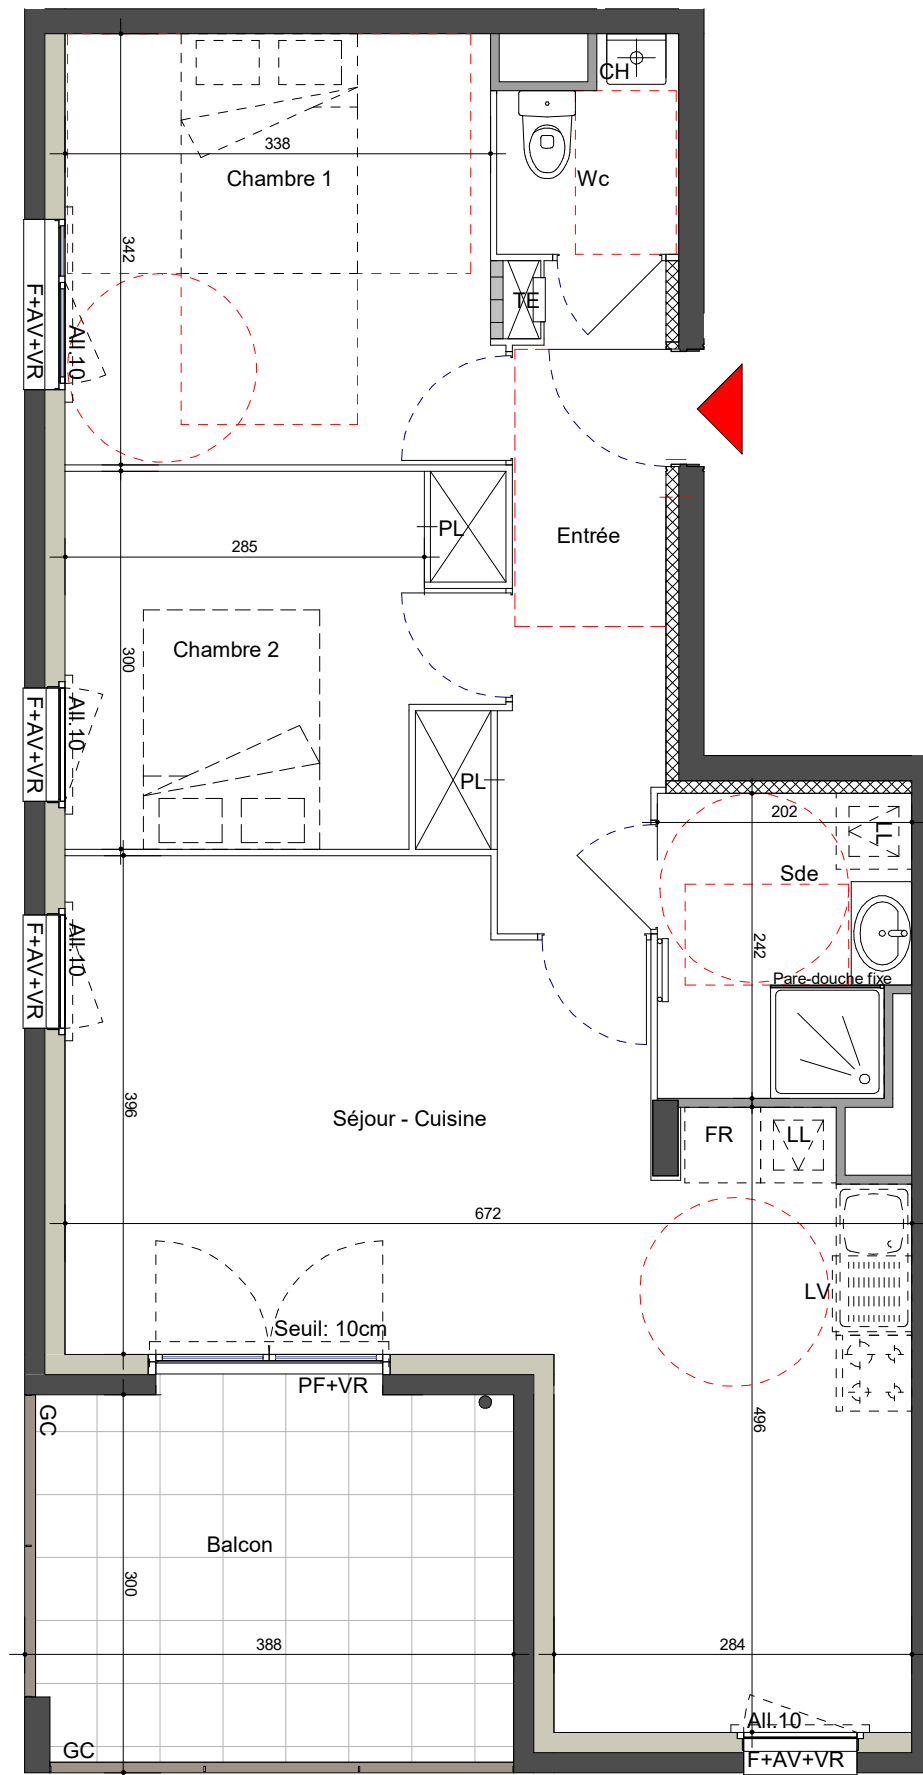 CH
338
Chambre 1
Wc
342
TE
F+AV+VR
All.10
PL
Entrée
285
Chambre 2
300
F+AV+VR
All.10
PL
202
LL
Sde
242
Pare-douche fixe
F+AV+VR
All.10
396
Séjour - Cuisine
FR
LL
672
LV
Seuil: 10cm
PF+VR
GC
496
Balcon
300
388
284
All.10
GC
F+AV+VR